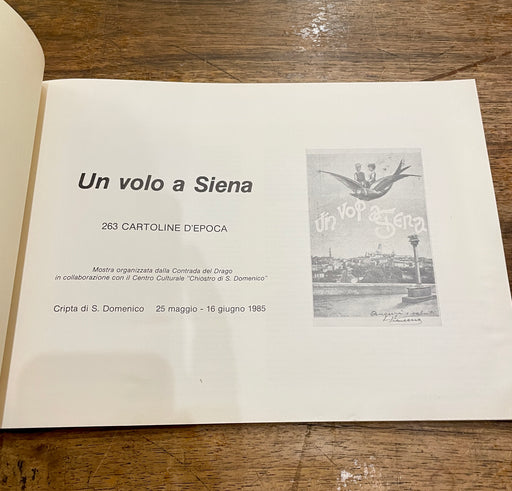 Un volo a Siena
263 CARTOLINE D'EPOCA
Mostra organizzata dalla Contrada del Drago
in collaborazione con il Centro Culturale "Chiostro di S. Domenico"
Cripta di S. Domenico 25 maggio - 16 giugno 1985
Un volo a Siena